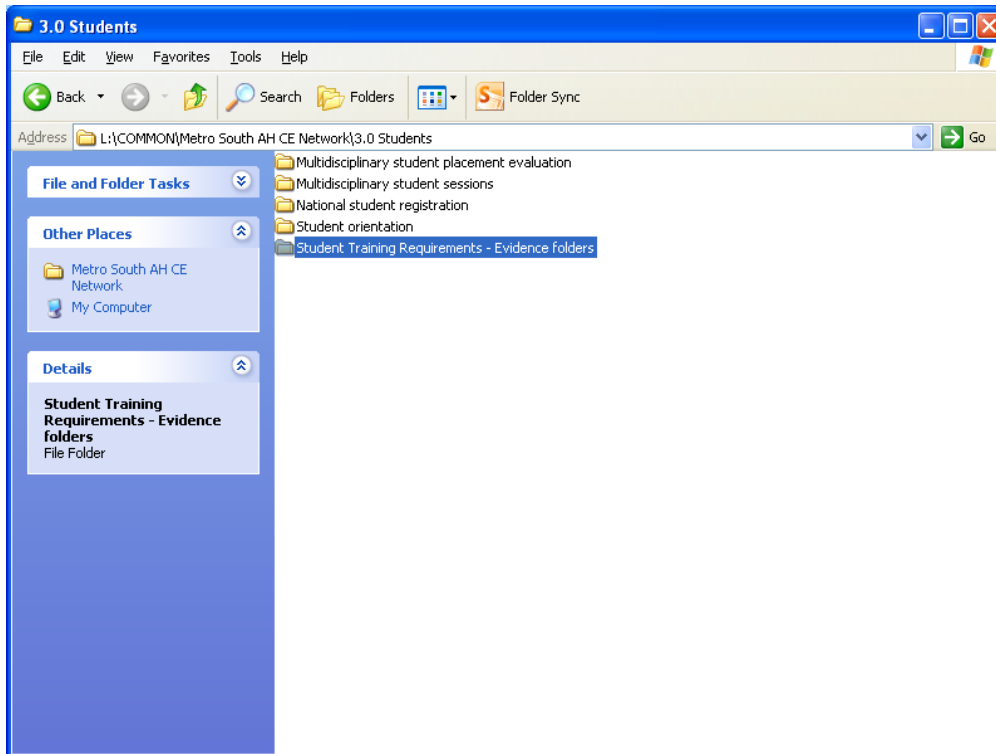 3.0 Students
File Edit View Favorites Tools Help
Back Search Folders Folder Sync
Address L:\COMMON\Metro South AH CE Network\3.0 Students Go
File and Folder Tasks
Other Places
Metro South AH CE
Network
My Computer
Details
Student Training
Requirements - Evidence
folders
File Folder
Multidisciplinary student placement evaluation
Multidisciplinary student sessions
National student registration
Student orientation
Student Training Requirements - Evidence folders